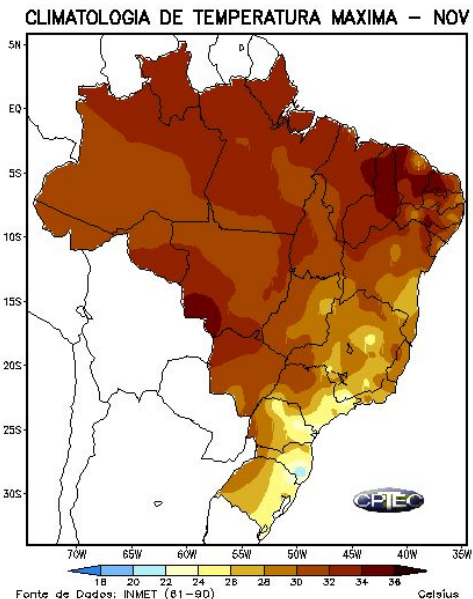 CLIMATOLOGIA DE TEMPERATURA MAXIMA – NOV
5N
EQ
5S
10S
15S
20S
25S
30S
CPTEC
70W 65W 60W 55W 50W 45W 40W 35W
18 20 22 24 26 28 30 32 34 36
Fonte de Dados: INMET (61–90) Celsius